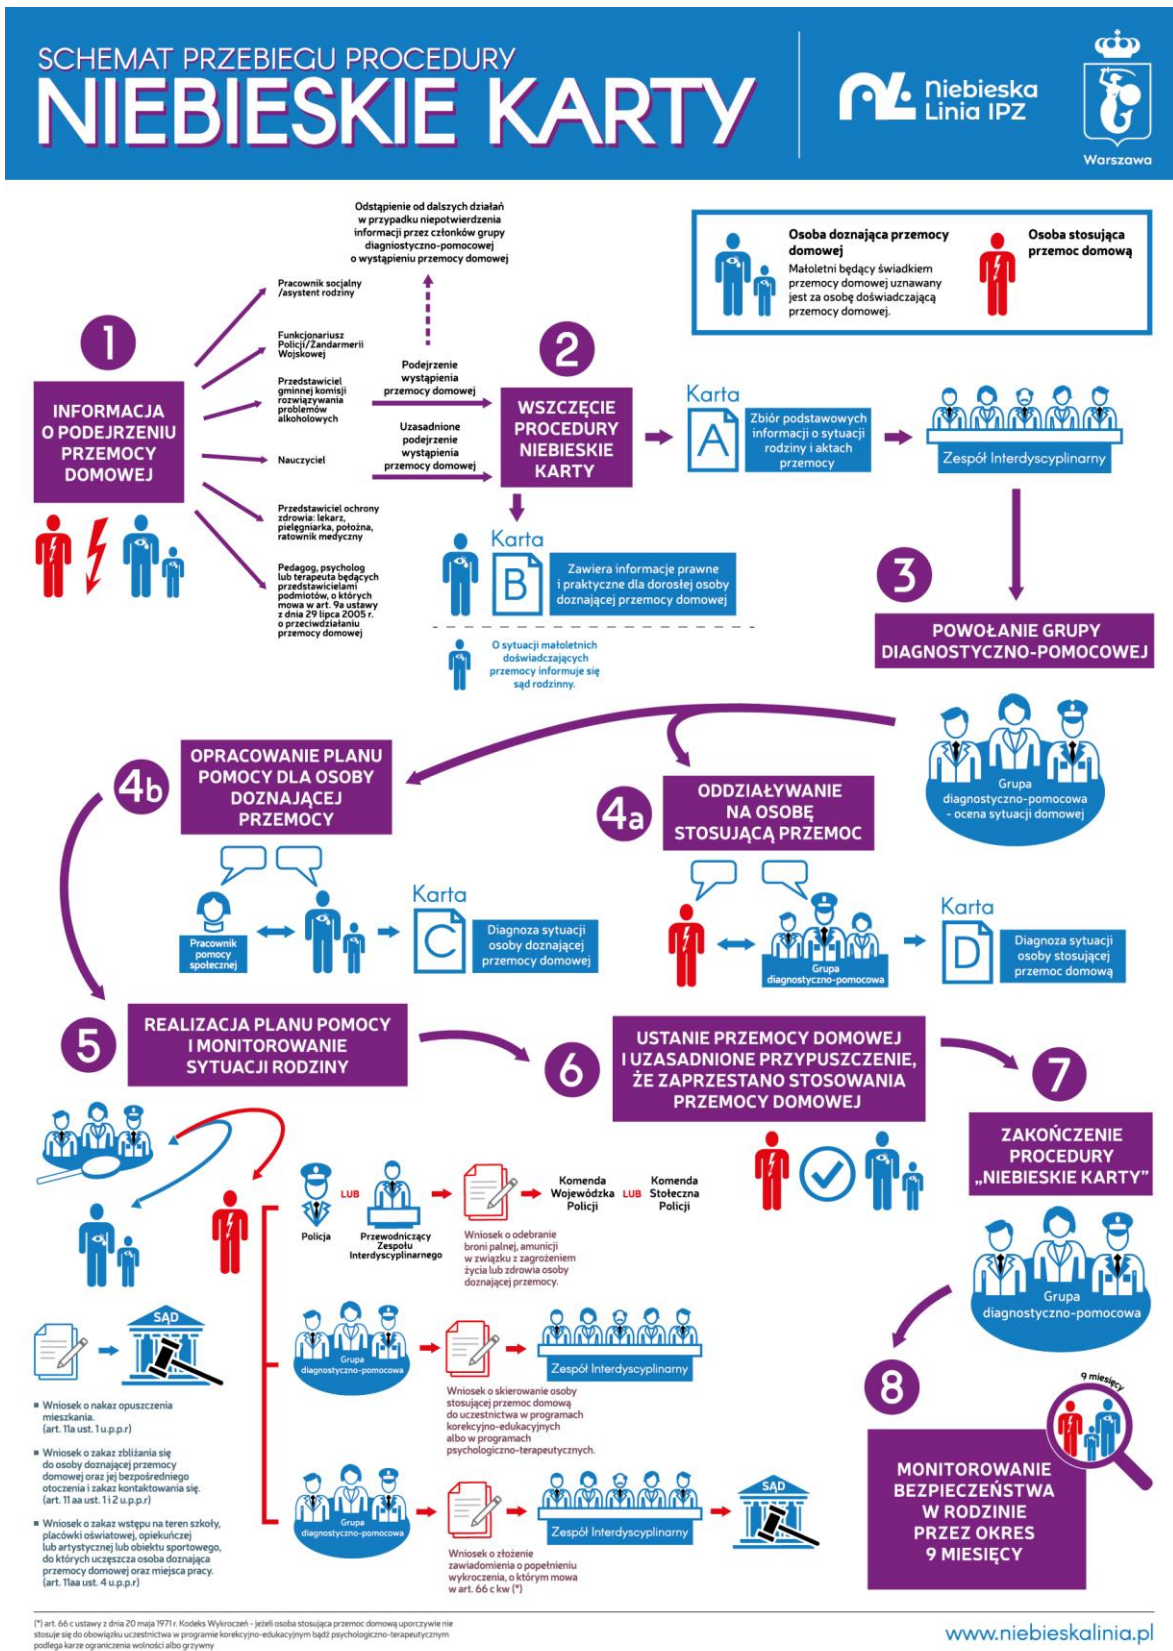 SCHEMAT PRZEBIEGU PROCEDURY
NIEBIESKIE KARTY
Niebieska
Linia IPZ
Warszawa
Odstąpienie od dalszych działań
w przypadku niepotwierdzenia
informacji przez członków grupy
diagniostyczno-pomocowej
o wystąpieniu przemocy domowej
Osoba doznająca przemocy
domowej
Małoletni będący świadkiem
przemocy domowej uznawany
jest za osobę doświadczającą
przemocy domowej.
Osoba stosująca
przemoc domową
1
INFORMACJA
O PODEJRZENIU
PRZEMOCY
DOMOWEJ
Pracownik socjalny
/asystent rodziny
Funkcjonariusz
Policji/Żandarmerii
Wojskowej
Przedstawiciel
gminnej komisji
rozwiązywania
problemów
alkoholowych
Nauczyciel
Przedstawiciel ochrony
zdrowia: lekarz,
pielęgniarka, położna,
ratownik medyczny
Pedagog, psycholog
lub terapeuta będących
przedstawicielami
podmiotów, o których
mowa w art. 9a ustawy
z dnia 29 lipca 2005 r.
o przeciwdziałaniu
przemocy domowej
Podejrzenie
wystąpienia
przemocy domowej
Uzasadnione
podejrzenie
wystąpienia
przemocy domowej
2
WSZCZĘCIE
PROCEDURY
NIEBIESKIE
KARTY
Karta
A
Zbiór podstawowych
informacji o sytuacji
rodziny i aktach
przemocy
Zespół Interdyscyplinarny
Karta
B
Zawiera informacje prawne
i praktyczne dla dorosłej osoby
doznającej przemocy domowej
O sytuacji małoletnich
doświadczających
przemocy informuje się
sąd rodzinny.
3
POWOŁANIE GRUPY
DIAGNOSTYCZNO-POMOCOWEJ
Grupa
diagnostyczno-pomocowa
- ocena sytuacji domowej
4b
OPRACOWANIE PLANU
POMOCY DLA OSOBY
DOZNAJĄCEJ
PRZEMOCY
Pracownik
pomocy
społecznej
Karta
C
Diagnoza sytuacji
osoby doznającej
przemocy domowej
4a
ODDZIAŁYWANIE
NA OSOBĘ
STOSUJĄCĄ PRZEMOC
Grupa
diagnostyczno-pomocowa
Karta
D
Diagnoza sytuacji
osoby stosującej
przemoc domową
5
REALIZACJA PLANU POMOCY
I MONITOROWANIE
SYTUACJI RODZINY
6
USTANIE PRZEMOCY DOMOWEJ
I UZASADNIONE PRZYPUSZCZENIE,
ŻE ZAPRZESTANO STOSOWANIA
PRZEMOCY DOMOWEJ
7
ZAKOŃCZENIE
PROCEDURY
„NIEBIESKIE KARTY”
Grupa
diagnostyczno-pomocowa
Policja
LUB
Przewodniczący
Zespołu
Interdyscyplinarnego
Wniosek o odebranie
broni palnej, amunicji
w związku z zagrożeniem
życia lub zdrowia osoby
doznającej przemocy.
Komenda
Wojewódzka
Policji
LUB
Komenda
Stołeczna
Policji
SĄD
Wniosek o nakaz opuszczenia
mieszkania.
(art. 11a ust. 1 u.p.p.r)
Wniosek o zakaz zbliżania się
do osoby doznającej przemocy
domowej oraz jej bezpośredniego
otoczenia i zakaz kontaktowania się.
(art. 11 aa ust. 1 i 2 u.p.p.r)
Wniosek o zakaz wstępu na teren szkoły,
placówki oświatowej, opiekuńczej
lub artystycznej lub obiektu sportowego,
do których uczęszcza osoba doznająca
przemocy domowej oraz miejsca pracy.
(art. 11aa ust. 4 u.p.p.r)
Grupa
diagnostyczno-pomocowa
Wniosek o skierowanie osoby
stosującej przemoc domową
do uczestnictwa w programach
korekcyjno-edukacyjnych
albo w programach
psychologiczno-terapeutycznych.
Zespół Interdyscyplinarny
Grupa
diagnostyczno-pomocowa
Wniosek o złożenie
zawiadomienia o popełnieniu
wykroczenia, o którym mowa
w art. 66 c kw (*)
Zespół Interdyscyplinarny
SĄD
8
9 miesięcy
MONITOROWANIE
BEZPIECZEŃSTWA
W RODZINIE
PRZEZ OKRES
9 MIESIĘCY
(*) art. 66 c ustawy z dnia 20 maja 1971 r. Kodeks Wykroczeń - jeżeli osoba stosująca przemoc domową uporczywie nie
stosuje się do obowiązku uczestnictwa w programie korekcyjno-edukacyjnym bądź psychologiczno-terapeutycznym
podlega karze ograniczenia wolności albo grzywny
www.niebieskalinia.pl